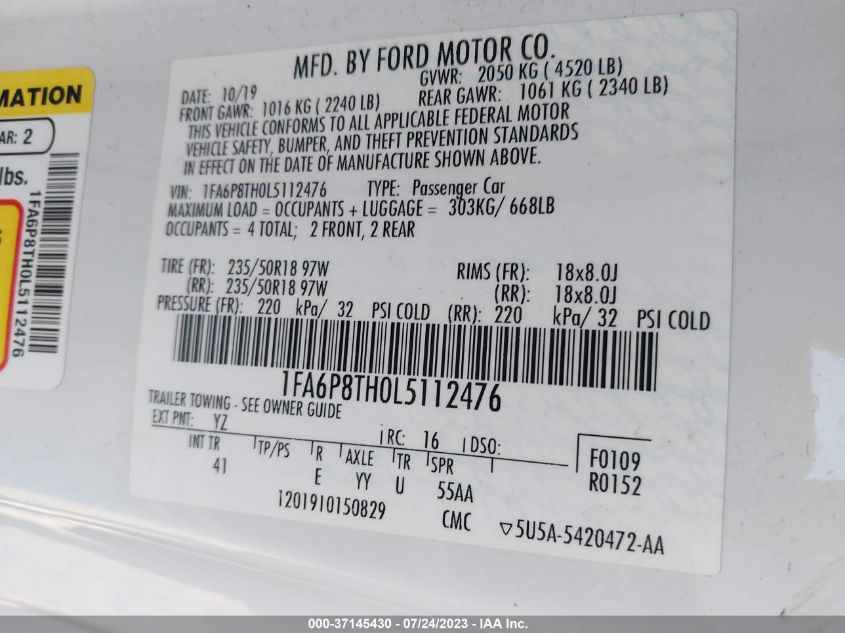 MATION
AR: 2
lbs.
1FA6P8TH0L5112476
MFD. BY FORD MOTOR CO.
DATE: 10/19 GVWR: 2050 KG ( 4520 LB)
FRONT GAWR: 1016 KG ( 2240 LB) REAR GAWR: 1061 KG ( 2340 LB)
THIS VEHICLE CONFORMS TO ALL APPLICABLE FEDERAL MOTOR
VEHICLE SAFETY, BUMPER, AND THEFT PREVENTION STANDARDS
IN EFFECT ON THE DATE OF MANUFACTURE SHOWN ABOVE.
VIN: 1FA6P8TH0L5112476 TYPE: Passenger Car
MAXIMUM LOAD = OCCUPANTS + LUGGAGE = 303KG/ 668LB
OCCUPANTS = 4 TOTAL; 2 FRONT, 2 REAR
TIRE (FR): 235/50R18 97W RIMS (FR): 18x8.0J
(RR): 235/50R18 97W (RR): 18x8.0J
PRESSURE (FR): 220 kPa/ 32 PSI COLD (RR): 220 kPa/ 32 PSI COLD
1FA6P8TH0L5112476
TRAILER TOWING - SEE OWNER GUIDE
EXT PNT: YZ RC: 16 DSO:
INT TR TP/PS R AXLE TR SPR F0109
41 E YY U 55AA R0152
i201910150829 CMC ▽5U5A-5420472-AA
000-37145430 - 07/24/2023 - IAA Inc.